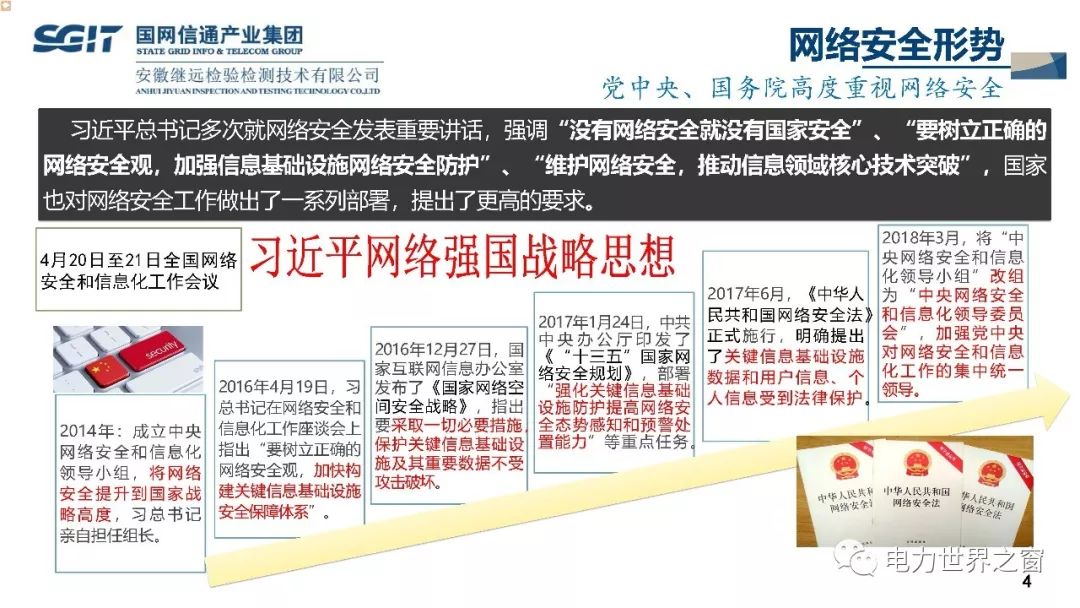 SGIT 国网信通产业集团
STATE GRID INFO & TELECOM GROUP
安徽继远检验检测技术有限公司
ANHUI JIYUAN INSPECTION AND TESTING TECHNOLOGY CO.,LTD
网络安全形势
党中央、国务院高度重视网络安全
习近平总书记多次就网络安全发表重要讲话，强调“没有网络安全就没有国家安全”、“要树立正确的
网络安全观，加强信息基础设施网络安全防护”、“维护网络安全，推动信息领域核心技术突破”，国家
也对网络安全工作做出了一系列部署，提出了更高的要求。
4月20日至21日全国网络
安全和信息化工作会议
习近平网络强国战略思想
security
2014年：成立中央
网络安全和信息化
领导小组，将网络
安全提升到国家战
略高度，习总书记
亲自担任组长。
2016年4月19日，习
总书记在网络安全和
信息化工作座谈会上
指出“要树立正确的
网络安全观，加快构
建关键信息基础设施
安全保障体系”。
2016年12月27日，国
家互联网信息办公室
发布了《国家网络空
间安全战略》，指出
要采取一切必要措施，
保护关键信息基础设
施及其重要数据不受
攻击破坏。
2017年1月24日，中共
中央办公厅印发了
《“十三五”国家网
络安全规划》，部署
“强化关键信息基础
设施防护提高网络安
全态势感知和预警处
置能力”等重点任务。
2017年6月，《中华人
民共和国网络安全法》
正式施行，明确提出
了关键信息基础设施
数据和用户信息、个
人信息受到法律保护。
2018年3月，将“中
央网络安全和信息
化领导小组”改组
为“中央网络安全
和信息化领导委员
会”，加强党中央
对网络安全和信息
化工作的集中统一
领导。
中华人民共和
网络安全法
中华人民共和国
网络安全法
华人民共和国
网络安全法
电力世界之窗
4